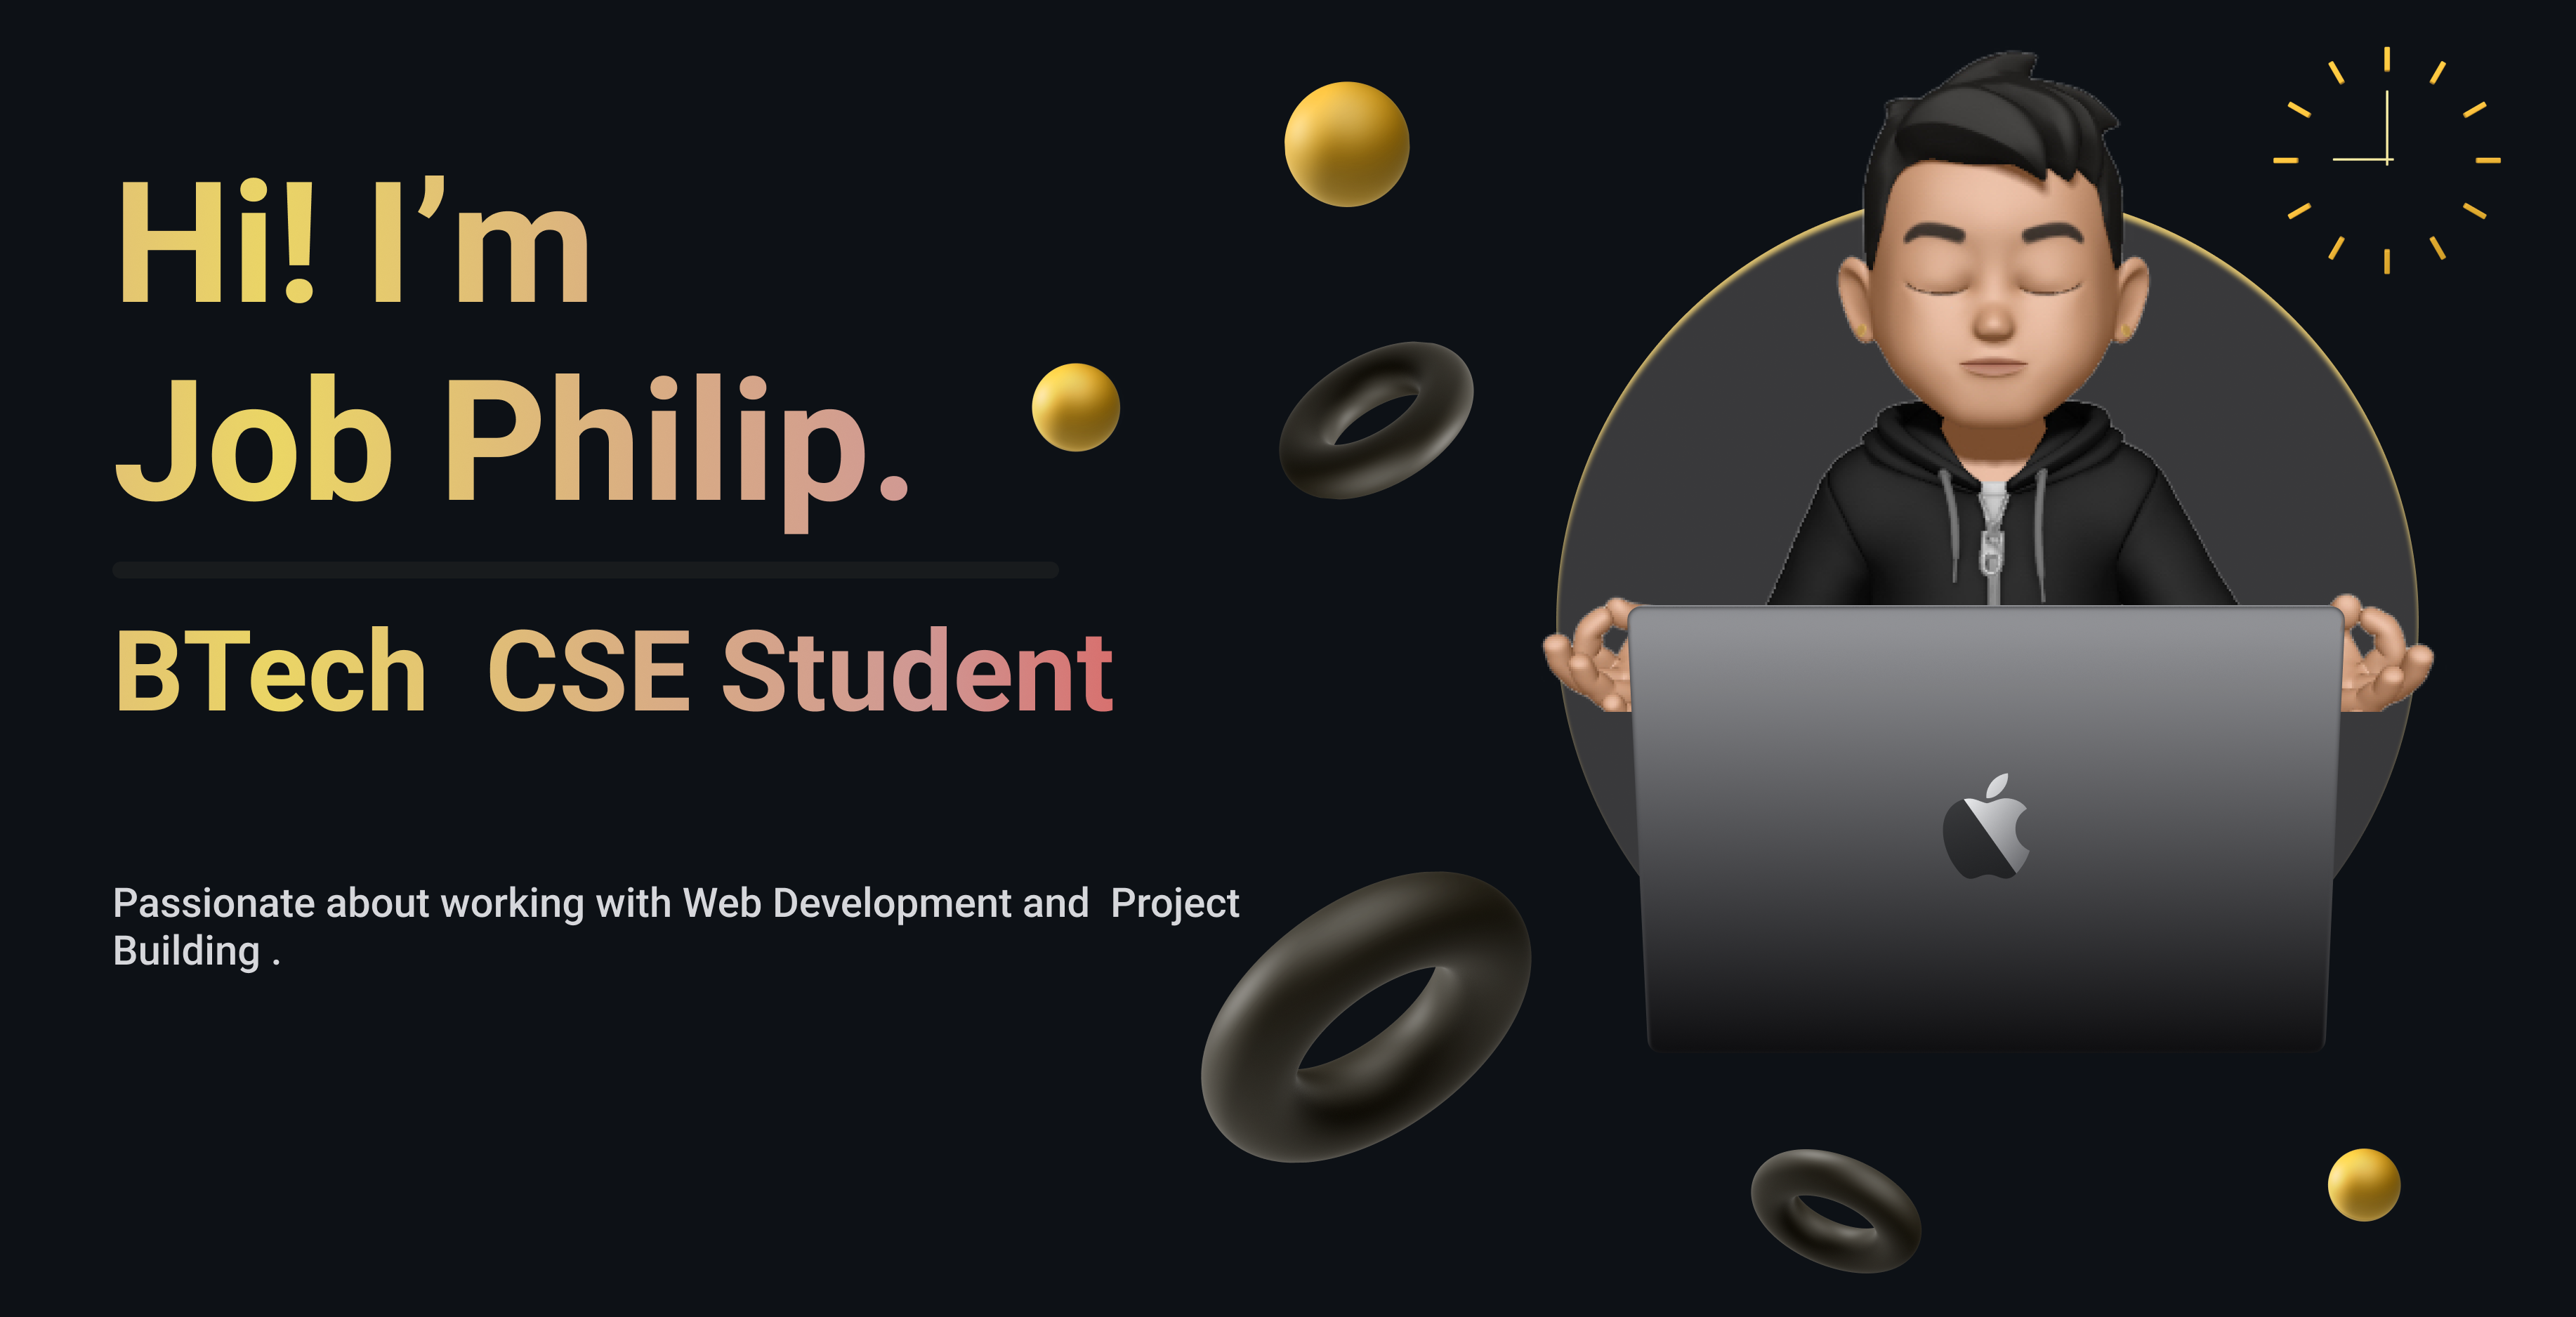 Hi! I’m
Job Philip.
BTech  CSE Student
Passionate about working with Web Development and  Project
Building .